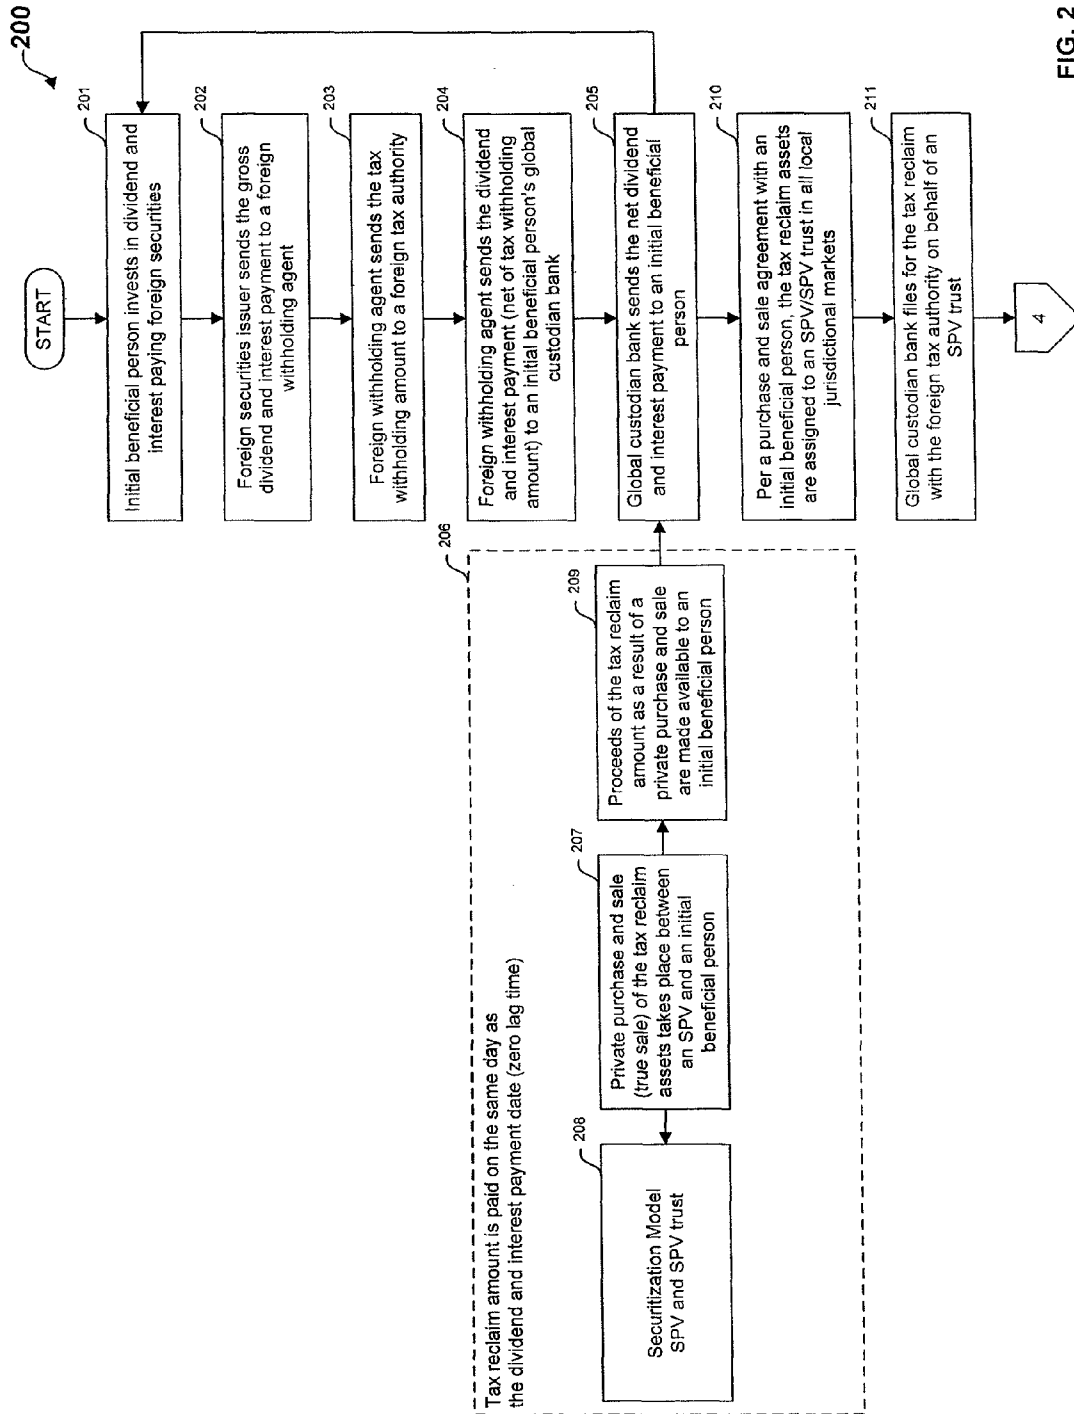 200
START
201
Initial beneficial person invests in dividend and
interest paying foreign securities
202
Foreign securities issuer sends the gross
dividend and interest payment to a foreign
withholding agent
203
Foreign withholding agent sends the tax
withholding amount to a foreign tax authority
204
Foreign withholding agent sends the dividend
and interest payment (net of tax withholding
amount) to an initial beneficial person's global
custodian bank
205
Global custodian bank sends the net dividend
and interest payment to an initial beneficial
person
206
Tax reclaim amount is paid on the same day as
the dividend and interest payment date (zero lag time)
208
Securitization Model
SPV and SPV trust
207
Private purchase and sale
(true sale) of the tax reclaim
assets takes place between
an SPV and an initial
beneficial person
209
Proceeds of the tax reclaim
amount as a result of a
private purchase and sale
are made available to an
initial beneficial person
210
Per a purchase and sale agreement with an
initial beneficial person, the tax reclaim assets
are assigned to an SPV/SPV trust in all local
jurisdictional markets
211
Global custodian bank files for the tax reclaim
with the foreign tax authority on behalf of an
SPV trust
4
FIG. 2